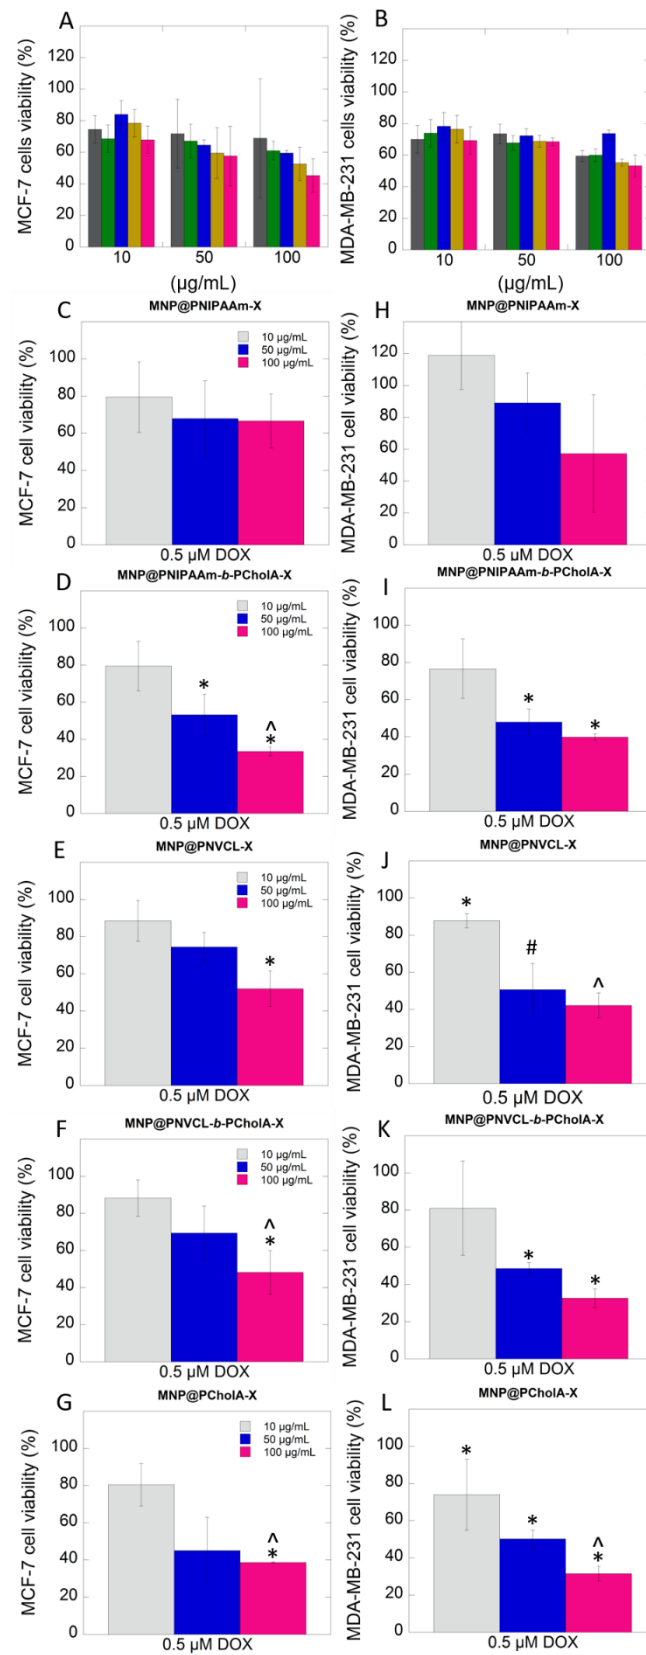 A
MCF-7 cells viability (%)
120
100
80
60
40
20
0
10 50 100
(µg/mL)
B
MDA-MB-231 cells viability (%)
120
100
80
60
40
20
0
10 50 100
(µg/mL)
C
MNP@PNIPAAm-X
MCF-7 cell viability (%)
100
80
60
40
20
0
10 µg/mL
50 µg/mL
100 µg/mL
0.5 µM DOX
H
MNP@PNIPAAm-X
MDA-MB-231 cell viability (%)
120
100
80
60
40
20
0
0.5 µM DOX
D
MNP@PNIPAAm-b-PCholA-X
MCF-7 cell viability (%)
100
80
60
40
20
0
10 µg/mL
50 µg/mL
100 µg/mL
*
^
*
0.5 µM DOX
I
MNP@PNIPAAm-b-PCholA-X
MDA-MB-231 cell viability (%)
100
80
60
40
20
0
*
*
0.5 µM DOX
E
MNP@PNVCL-X
MCF-7 cell viability (%)
100
80
60
40
20
0
10 µg/mL
50 µg/mL
100 µg/mL
*
0.5 µM DOX
J
MNP@PNVCL-X
MDA-MB-231 cell viability (%)
100
80
60
40
20
0
*
#
^
0.5 µM DOX
F
MNP@PNVCL-b-PCholA-X
MCF-7 cell viability (%)
100
80
60
40
20
0
10 µg/mL
50 µg/mL
100 µg/mL
^
*
0.5 µM DOX
K
MNP@PNVCL-b-PCholA-X
MDA-MB-231 cell viability (%)
100
80
60
40
20
0
*
*
0.5 µM DOX
G
MNP@PCholA-X
MCF-7 cell viability (%)
100
80
60
40
20
0
10 µg/mL
50 µg/mL
100 µg/mL
^
*
0.5 µM DOX
L
MNP@PCholA-X
MDA-MB-231 cell viability (%)
100
80
60
40
20
0
*
*
^
*
0.5 µM DOX